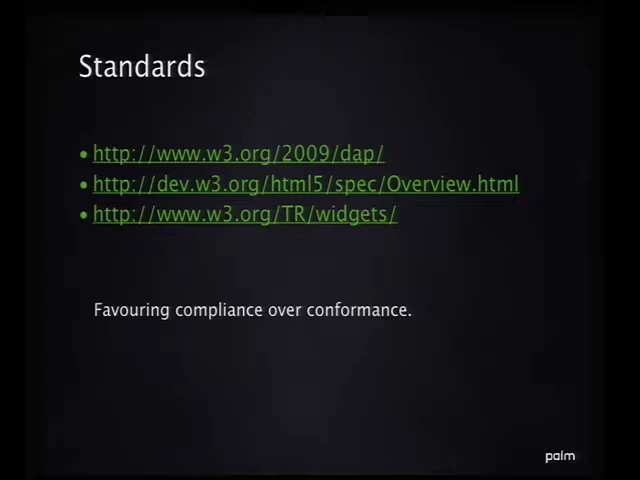 Standards
• http://www.w3.org/2009/dap/
• http://dev.w3.org/html5/spec/Overview.html
• http://www.w3.org/TR/widgets/
Favouring compliance over conformance.
palm